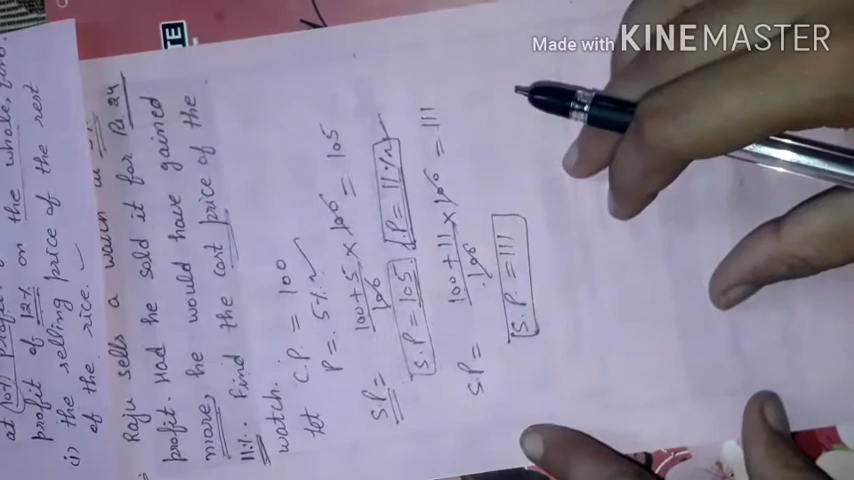 Made with KINEMASTER
TE
at 10% profit
profit of 12% on the whole, find
(i) the selling price of the rest
of the rice.
Raju sells a watch at 5%
profit. Had he sold it for Rs. 24
more, he would have gained
11%. Find the cost price of the
watch.
let C.P. = 100
P = 5%
S.P = 100+5/100 × 100 = 105
S.P = 105 P = 11%
S.P = 100+11/100 × 100 = 111
S.P. = 111